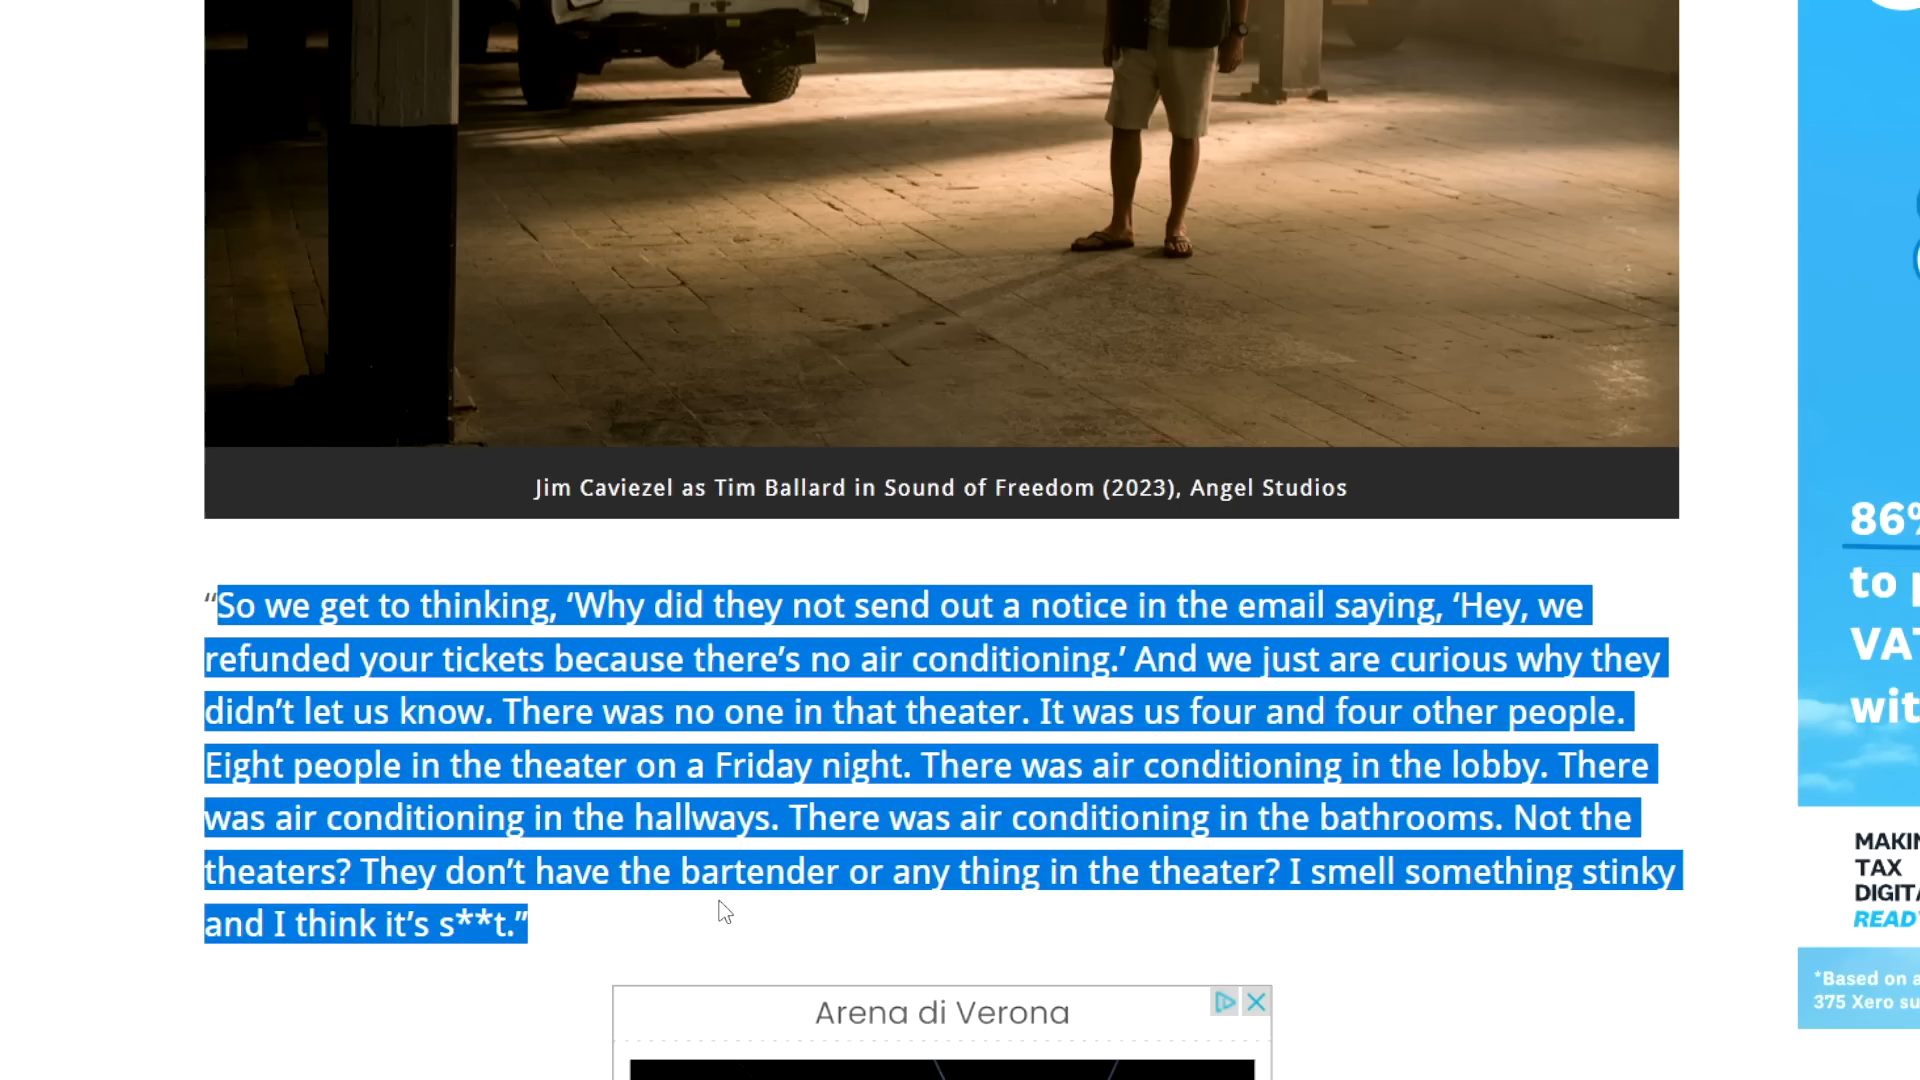 Jim Caviezel as Tim Ballard in Sound of Freedom (2023), Angel Studios
“So we get to thinking, ‘Why did they not send out a notice in the email saying, ‘Hey, we
refunded your tickets because there’s no air conditioning.’ And we just are curious why they
didn’t let us know. There was no one in that theater. It was us four and four other people.
Eight people in the theater on a Friday night. There was air conditioning in the lobby. There
was air conditioning in the hallways. There was air conditioning in the bathrooms. Not the
theaters? They don’t have the bartender or any thing in the theater? I smell something stinky
and I think it’s s**t.”
Arena di Verona
86%
to
VAT
wit
MAKIN
TAX
DIGITA
READY
*Based on a
375 Xero su